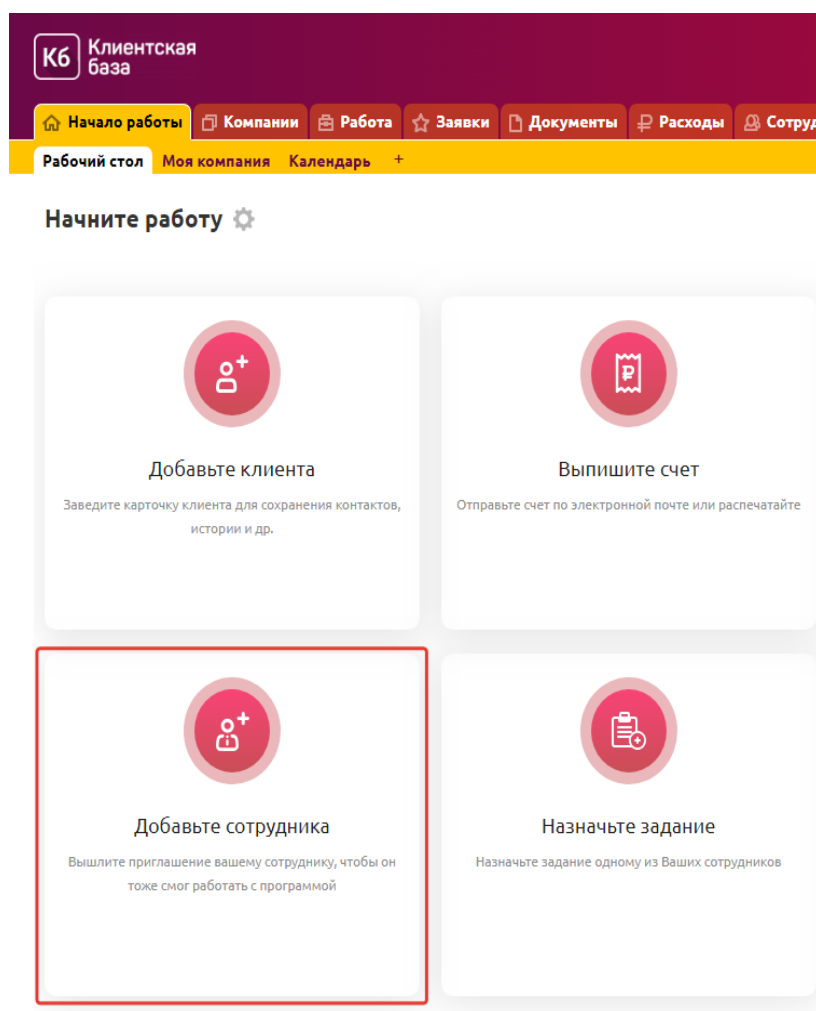 Кб Клиентская
база
Начало работы Компании Работа Заявки Документы Расходы
Рабочий стол Моя компания Календарь +
Начните работу
Добавьте клиента
Заведите карточку клиента для сохранения контактов,
истории и др.
Выпишите счет
Отправьте счет по электронной почте или распечатайте
Добавьте сотрудника
Вышлите приглашение вашему сотруднику, чтобы он
тоже смог работать с программой
Назначьте задание
Назначьте задание одному из Ваших сотрудников